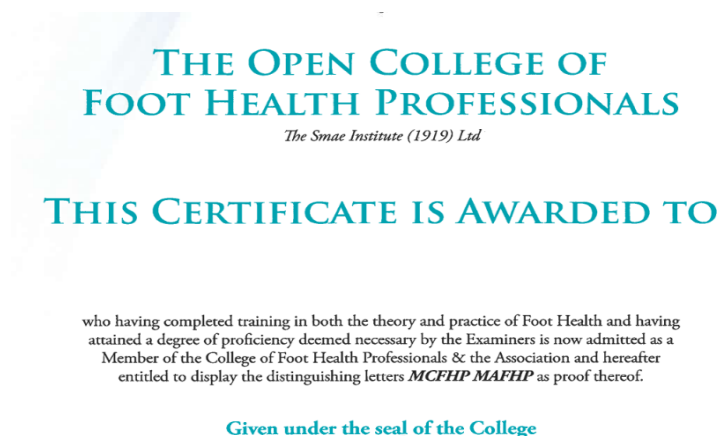 THE OPEN COLLEGE OF
FOOT HEALTH PROFESSIONALS
The Smae Institute (1919) Ltd
THIS CERTIFICATE IS AWARDED TO
who having completed training in both the theory and practice of Foot Health and having
attained a degree of proficiency deemed necessary by the Examiners is now admitted as a
Member of the College of Foot Health Professionals & the Association and hereafter
entitled to display the distinguishing letters MCFHP MAFHP as proof thereof.
Given under the seal of the College